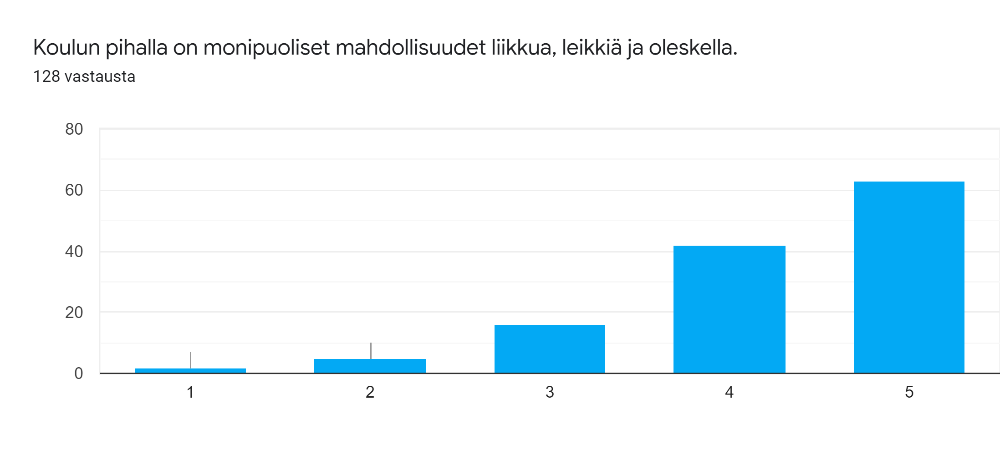 Koulun pihalla on monipuoliset mahdollisuudet liikkua, leikkiä ja oleskella.
128 vastausta
80
60
40
20
0
1 2 3 4 5